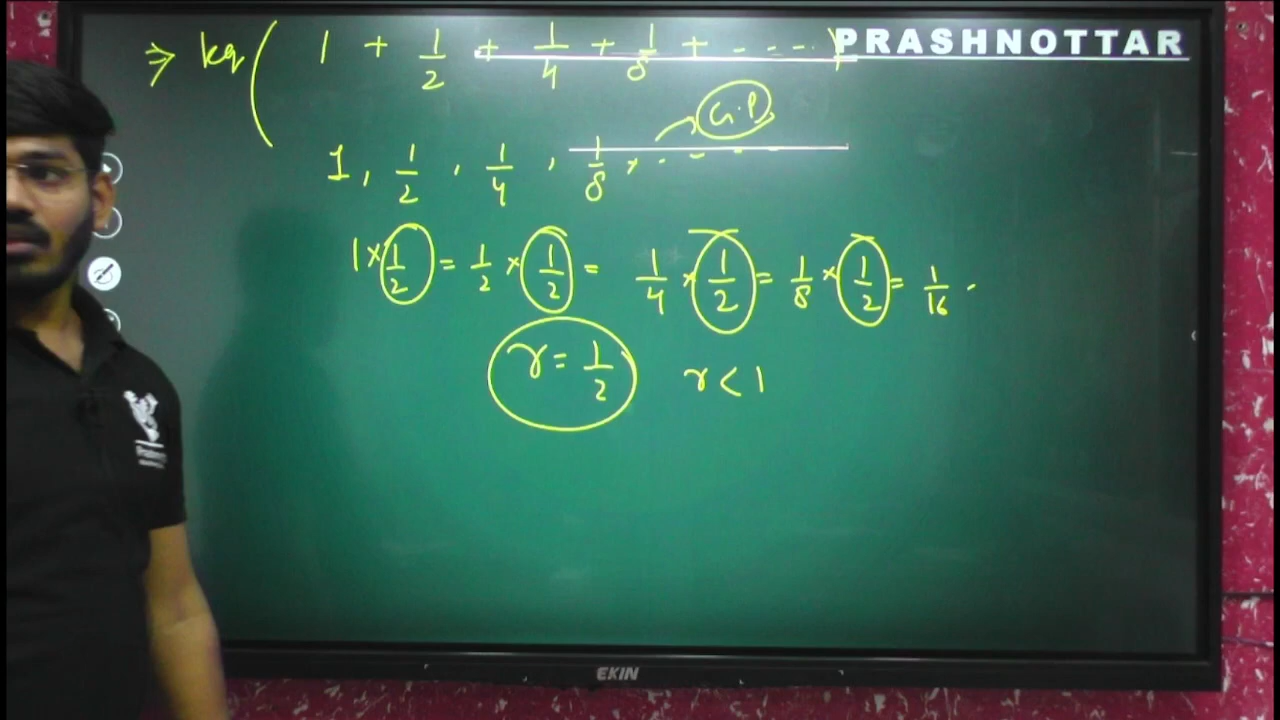 ⇒ kq ( 1 + 1/2 + 1/4 + 1/8 + - - - - )
PRASHNOTTAR
G.P
1, 1/2, 1/4, 1/8, - - - -
1 × 1/2 = 1/2 × 1/2 = 1/4 × 1/2 = 1/8 × 1/2 = 1/16 .
r = 1/2 r < 1
EKIN